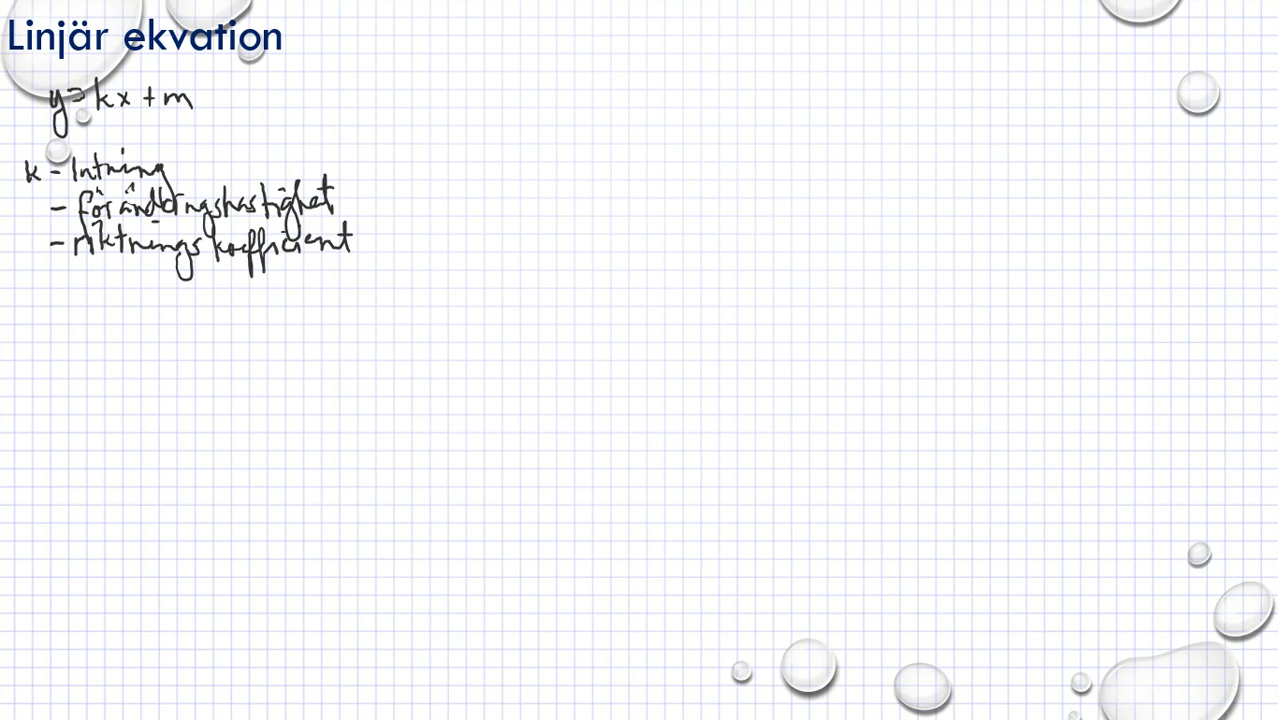 Linjär ekvation
y = kx + m
k - lutning
- förändringshastighet
- riktningskoefficient